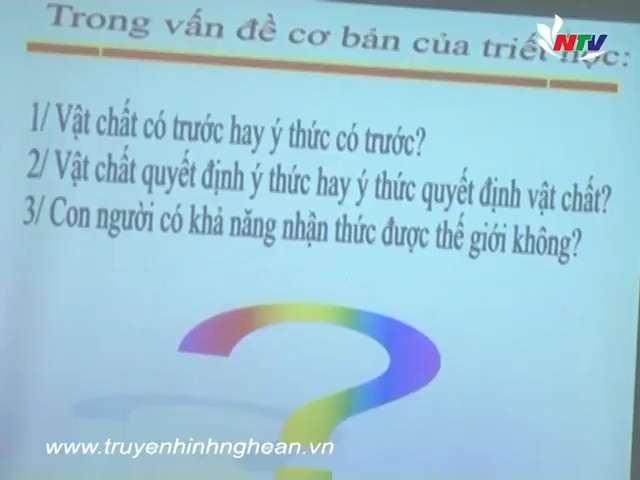 Trong vấn đề cơ bản của triết học:
NTV
1/ Vật chất có trước hay ý thức có trước?
2/ Vật chất quyết định ý thức hay ý thức quyết định vật chất?
3/ Con người có khả năng nhận thức được thế giới không?
?
www.truyenhinhnghean.vn